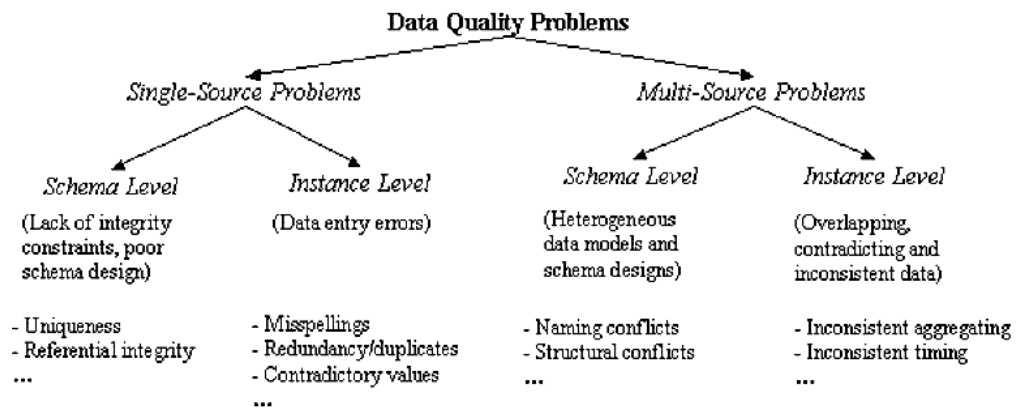 Data Quality Problems
Single-Source Problems
Multi-Source Problems
Schema Level
Instance Level
Schema Level
Instance Level
(Lack of integrity
constraints, poor
schema design)
(Data entry errors)
(Heterogeneous
data models and
schema designs)
(Overlapping,
contradicting and
inconsistent data)
- Uniqueness
- Referential integrity
...
- Misspellings
- Redundancy/duplicates
- Contradictory values
...
- Naming conflicts
- Structural conflicts
...
- Inconsistent aggregating
- Inconsistent timing
...